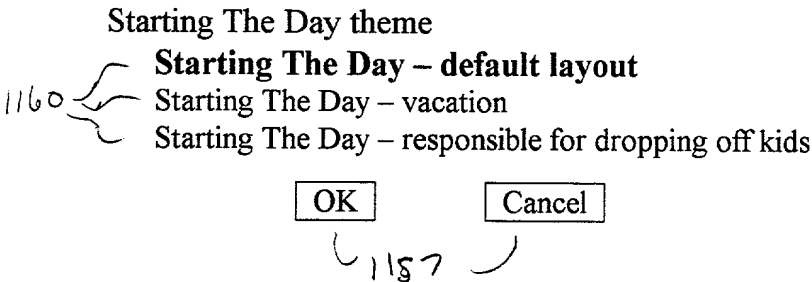 Starting The Day theme
Starting The Day – default layout
1160 Starting The Day – vacation
Starting The Day – responsible for dropping off kids
OK Cancel
1187